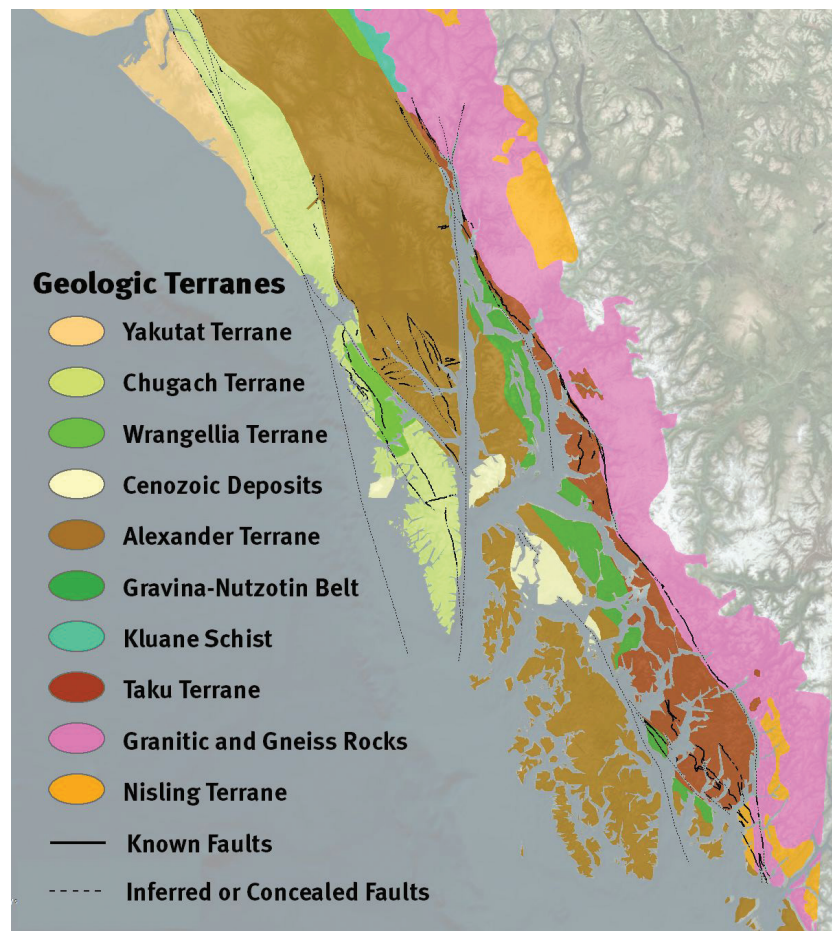 Geologic Terranes
Yakutat Terrane
Chugach Terrane
Wrangellia Terrane
Cenozoic Deposits
Alexander Terrane
Gravina-Nutzotin Belt
Kluane Schist
Taku Terrane
Granitic and Gneiss Rocks
Nisling Terrane
Known Faults
Inferred or Concealed Faults